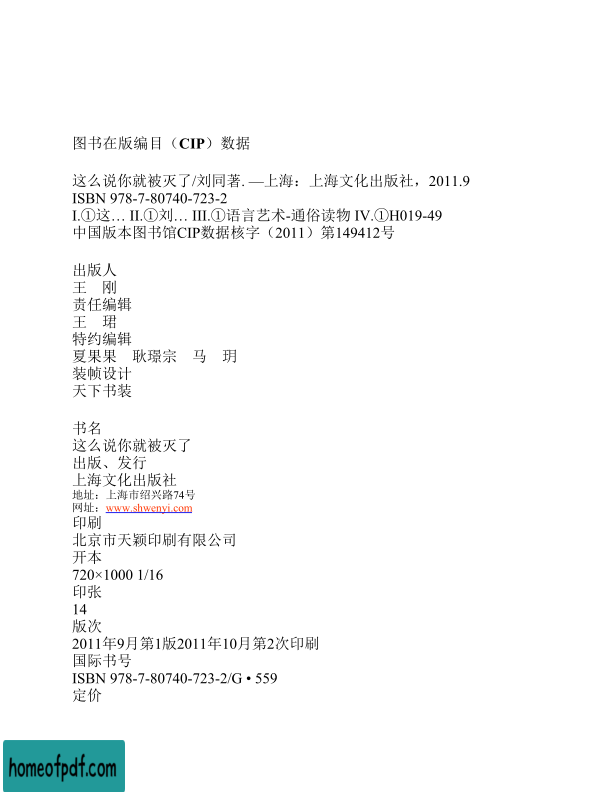 图书在版编目（CIP）数据
这么说你就被灭了/刘同著. —上海：上海文化出版社，2011.9
ISBN 978-7-80740-723-2
I.①这… II.①刘… III.①语言艺术-通俗读物 IV.①H019-49
中国版本图书馆CIP数据核字（2011）第149412号
出版人
王　刚
责任编辑
王　珺
特约编辑
夏果果　耿璟宗　马　玥
装帧设计
天下书装
书名
这么说你就被灭了
出版、发行
上海文化出版社
地址：上海市绍兴路74号
网址：www.shwenyi.com
印刷
北京市天颖印刷有限公司
开本
720×1000 1/16
印张
14
版次
2011年9月第1版2011年10月第2次印刷
国际书号
ISBN 978-7-80740-723-2/G • 559
定价
homeofpdf.com